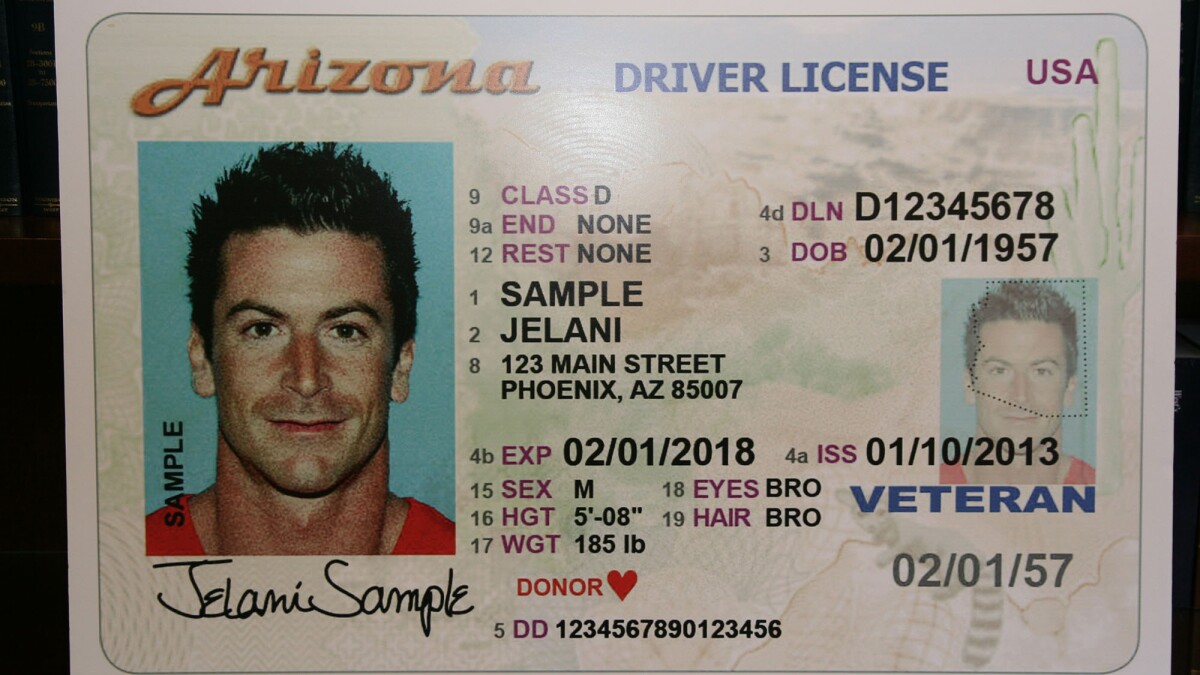 Arizona DRIVER LICENSE USA
9 CLASS D
9a END NONE
12 REST NONE
4d DLN D12345678
3 DOB 02/01/1957
1 SAMPLE
2 JELANI
8 123 MAIN STREET
PHOENIX, AZ 85007
4b EXP 02/01/2018 4a ISS 01/10/2013
15 SEX M 18 EYES BRO
16 HGT 5'-08" 19 HAIR BRO
17 WGT 185 lb
VETERAN
02/01/57
DONOR
5 DD 1234567890123456
SAMPLE
Jelani Sample